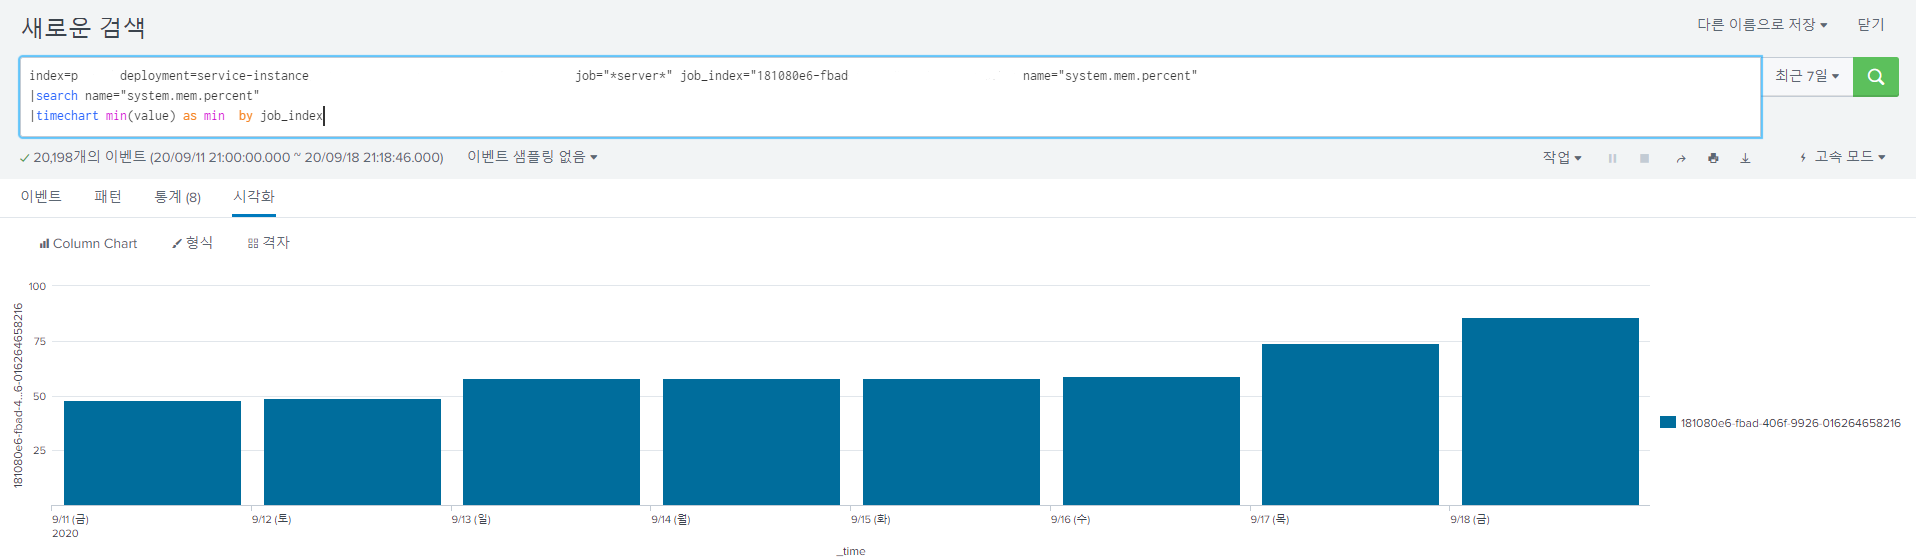 새로운 검색
다른 이름으로 저장 닫기
index=p deployment=service-instance job="*server*" job_index="181080e6-fbad name="system.mem.percent"
|search name="system.mem.percent"
|timechart min(value) as min by job_index
최근 7일
20,198개의 이벤트 (20/09/11 21:00:00.000 ~ 20/09/18 21:18:46.000) 이벤트 샘플링 없음
작업 고속 모드
이벤트 패턴 통계 (8) 시각화
Column Chart 형식 격자
100
75
50
25
181080e6-fbad-4...6-016264658216
181080e6-fbad-406f-9926-016264658216
9/11 (금) 9/12 (토) 9/13 (일) 9/14 (월) 9/15 (화) 9/16 (수) 9/17 (목) 9/18 (금)
2020
_time